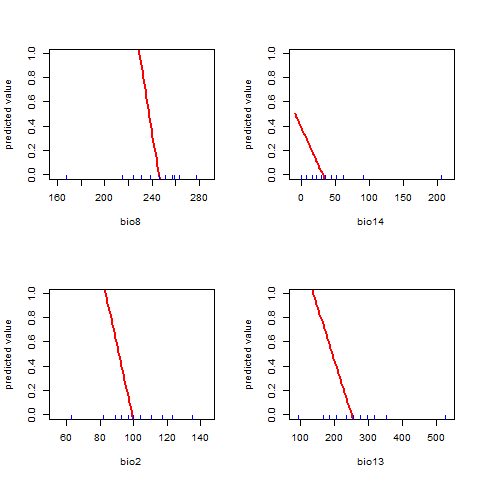 predicted value
0.0 0.2 0.4 0.6 0.8 1.0
160 200 240 280
bio8
predicted value
0.0 0.2 0.4 0.6 0.8 1.0
0 50 100 150 200
bio14
predicted value
0.0 0.2 0.4 0.6 0.8 1.0
60 80 100 120 140
bio2
predicted value
0.0 0.2 0.4 0.6 0.8 1.0
100 200 300 400 500
bio13